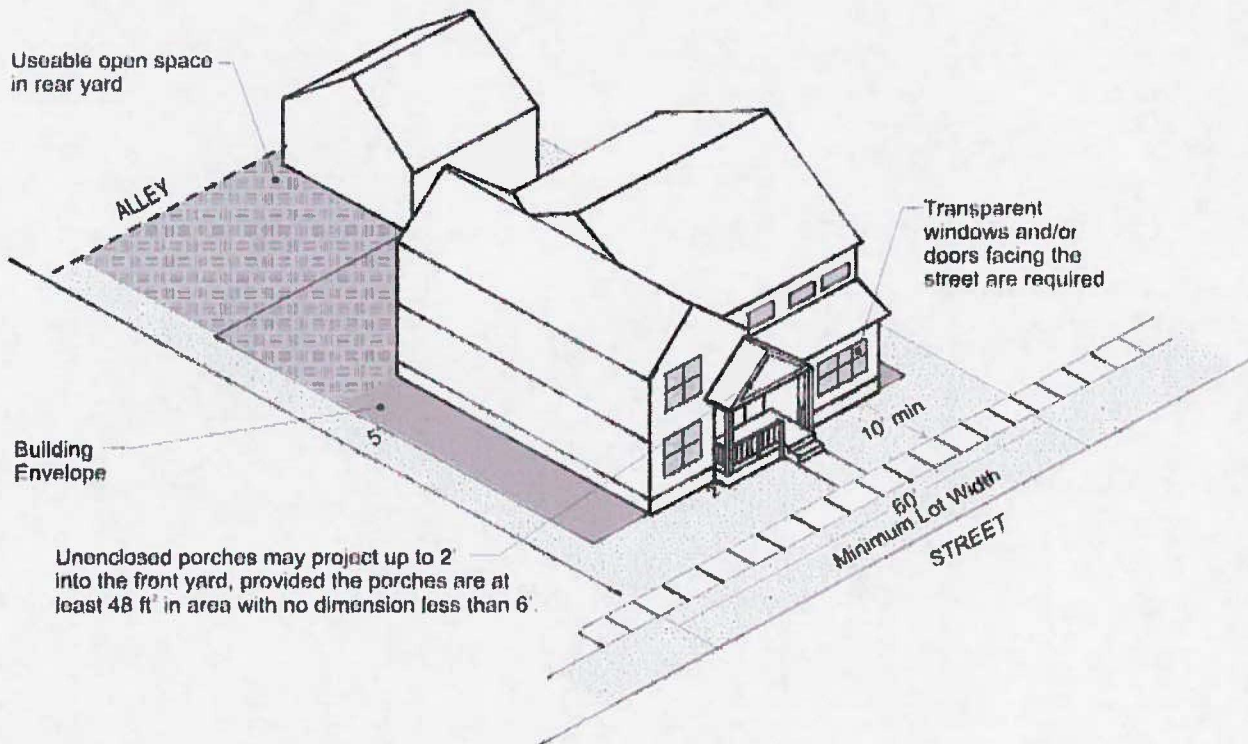 Useable open space
in rear yard
ALLEY
Transparent
windows and/or
doors facing the
street are required
10' min
Building
Envelope
5'
2'
60'
Minimum Lot Width
STREET
Unenclosed porches may project up to 2'
into the front yard, provided the porches are at
least 48 ft² in area with no dimension less than 6'.